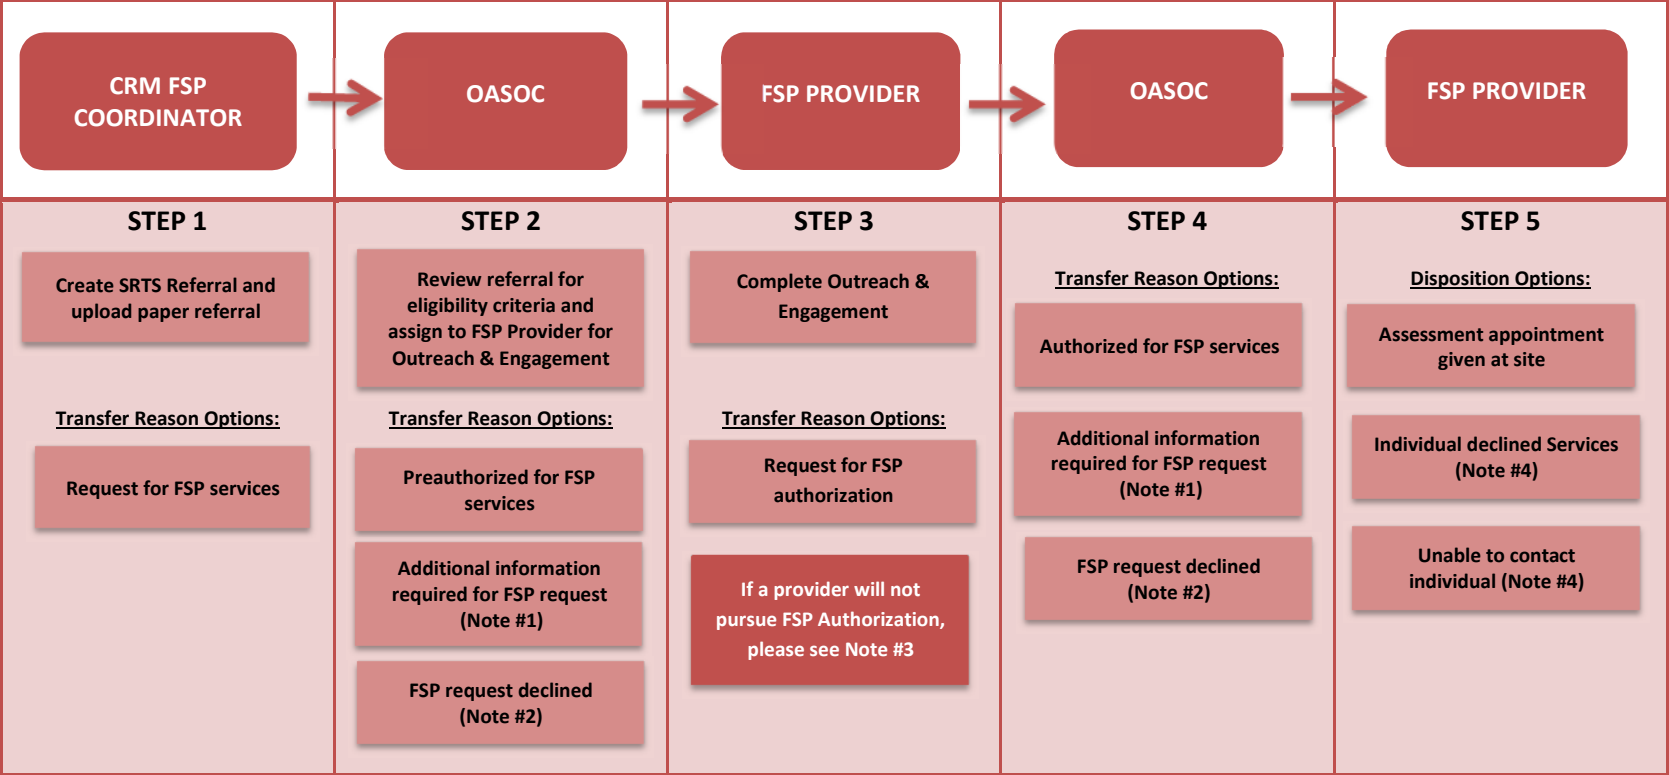 CRM FSP
COORDINATOR
OASOC
FSP PROVIDER
OASOC
FSP PROVIDER
STEP 1
Create SRTS Referral and
upload paper referral
Transfer Reason Options:
Request for FSP services
STEP 2
Review referral for
eligibility criteria and
assign to FSP Provider for
Outreach & Engagement
Transfer Reason Options:
Preauthorized for FSP
services
Additional information
required for FSP request
(Note #1)
FSP request declined
(Note #2)
STEP 3
Complete Outreach &
Engagement
Transfer Reason Options:
Request for FSP
authorization
If a provider will not
pursue FSP Authorization,
please see Note #3
STEP 4
Transfer Reason Options:
Authorized for FSP services
Additional information
required for FSP request
(Note #1)
FSP request declined
(Note #2)
STEP 5
Disposition Options:
Assessment appointment
given at site
Individual declined Services
(Note #4)
Unable to contact
individual (Note #4)